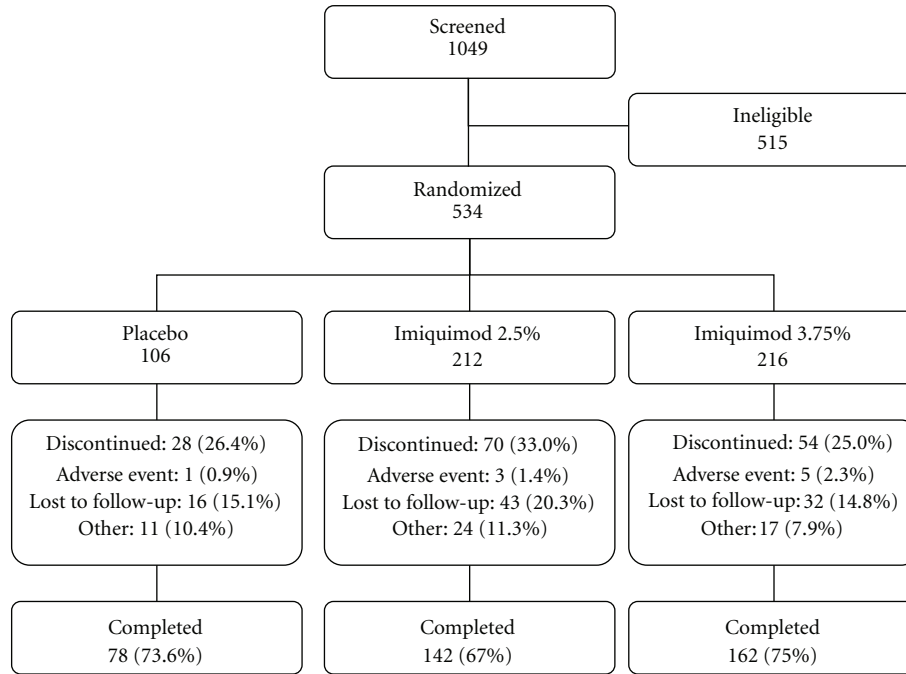 Screened
1049
Ineligible
515
Randomized
534
Placebo
106
Imiquimod 2.5%
212
Imiquimod 3.75%
216
Discontinued: 28 (26.4%)
Adverse event: 1 (0.9%)
Lost to follow-up: 16 (15.1%)
Other: 11 (10.4%)
Discontinued: 70 (33.0%)
Adverse event: 3 (1.4%)
Lost to follow-up: 43 (20.3%)
Other: 24 (11.3%)
Discontinued: 54 (25.0%)
Adverse event: 5 (2.3%)
Lost to follow-up: 32 (14.8%)
Other: 17 (7.9%)
Completed
78 (73.6%)
Completed
142 (67%)
Completed
162 (75%)